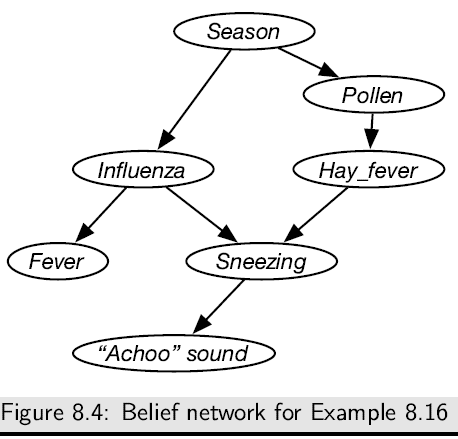 Season
Pollen
Influenza
Hay_fever
Fever
Sneezing
“Achoo” sound
Figure 8.4: Belief network for Example 8.16